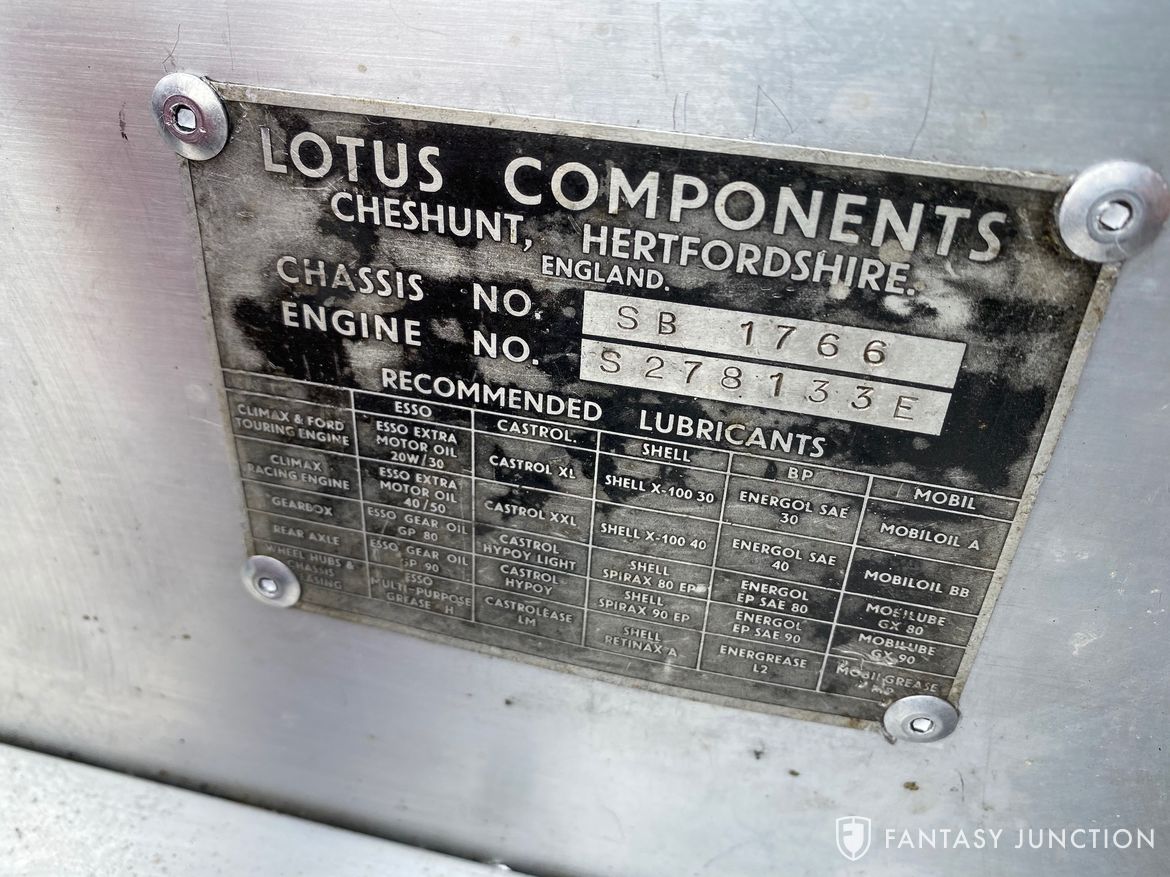 LOTUS COMPONENTS
CHESHUNT, HERTFORDSHIRE.
ENGLAND.
CHASSIS NO. SB 1766
ENGINE NO. S278133E
RECOMMENDED LUBRICANTS
ESSO CASTROL. SHELL BP MOBIL
CLIMAX & FORD TOURING ENGINE ESSO EXTRA MOTOR OIL 20W/30 CASTROL XL SHELL X-100 30 ENERGOL SAE 30 MOBILOIL A
CLIMAX RACING ENGINE ESSO EXTRA MOTOR OIL 40/50 CASTROL XXL SHELL X-100 40 ENERGOL SAE 40 MOBILOIL BB
GEARBOX ESSO GEAR OIL GP 80 CASTROL HYPOY LIGHT SHELL SPIRAX 80 EP ENERGOL EP SAE 80 MOBILUBE GX 80
REAR AXLE ESSO GEAR OIL GP 90 CASTROL HYPOY SHELL SPIRAX 90 EP ENERGOL EP SAE 90 MOBILUBE GX 90
WHEEL HUBS & CHASSIS ESSO MULTI-PURPOSE GREASE - H CASTROLEASE LM SHELL RETINAX A ENERGREASE L2 MOBILGREASE
FANTASY JUNCTION